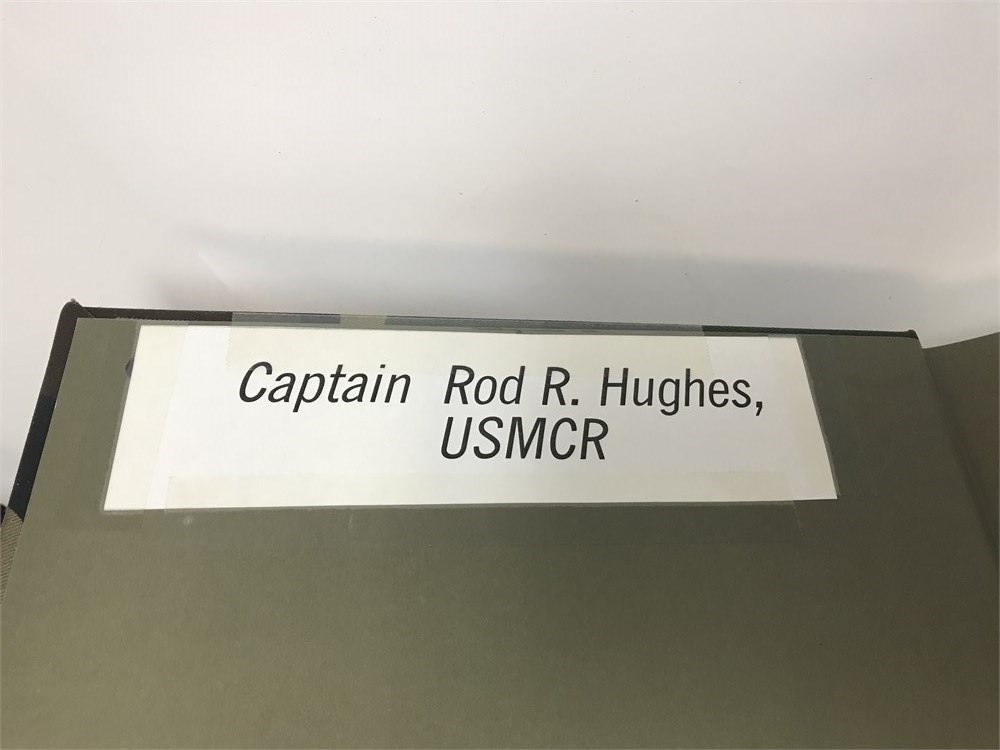 Captain Rod R. Hughes,
USMCR